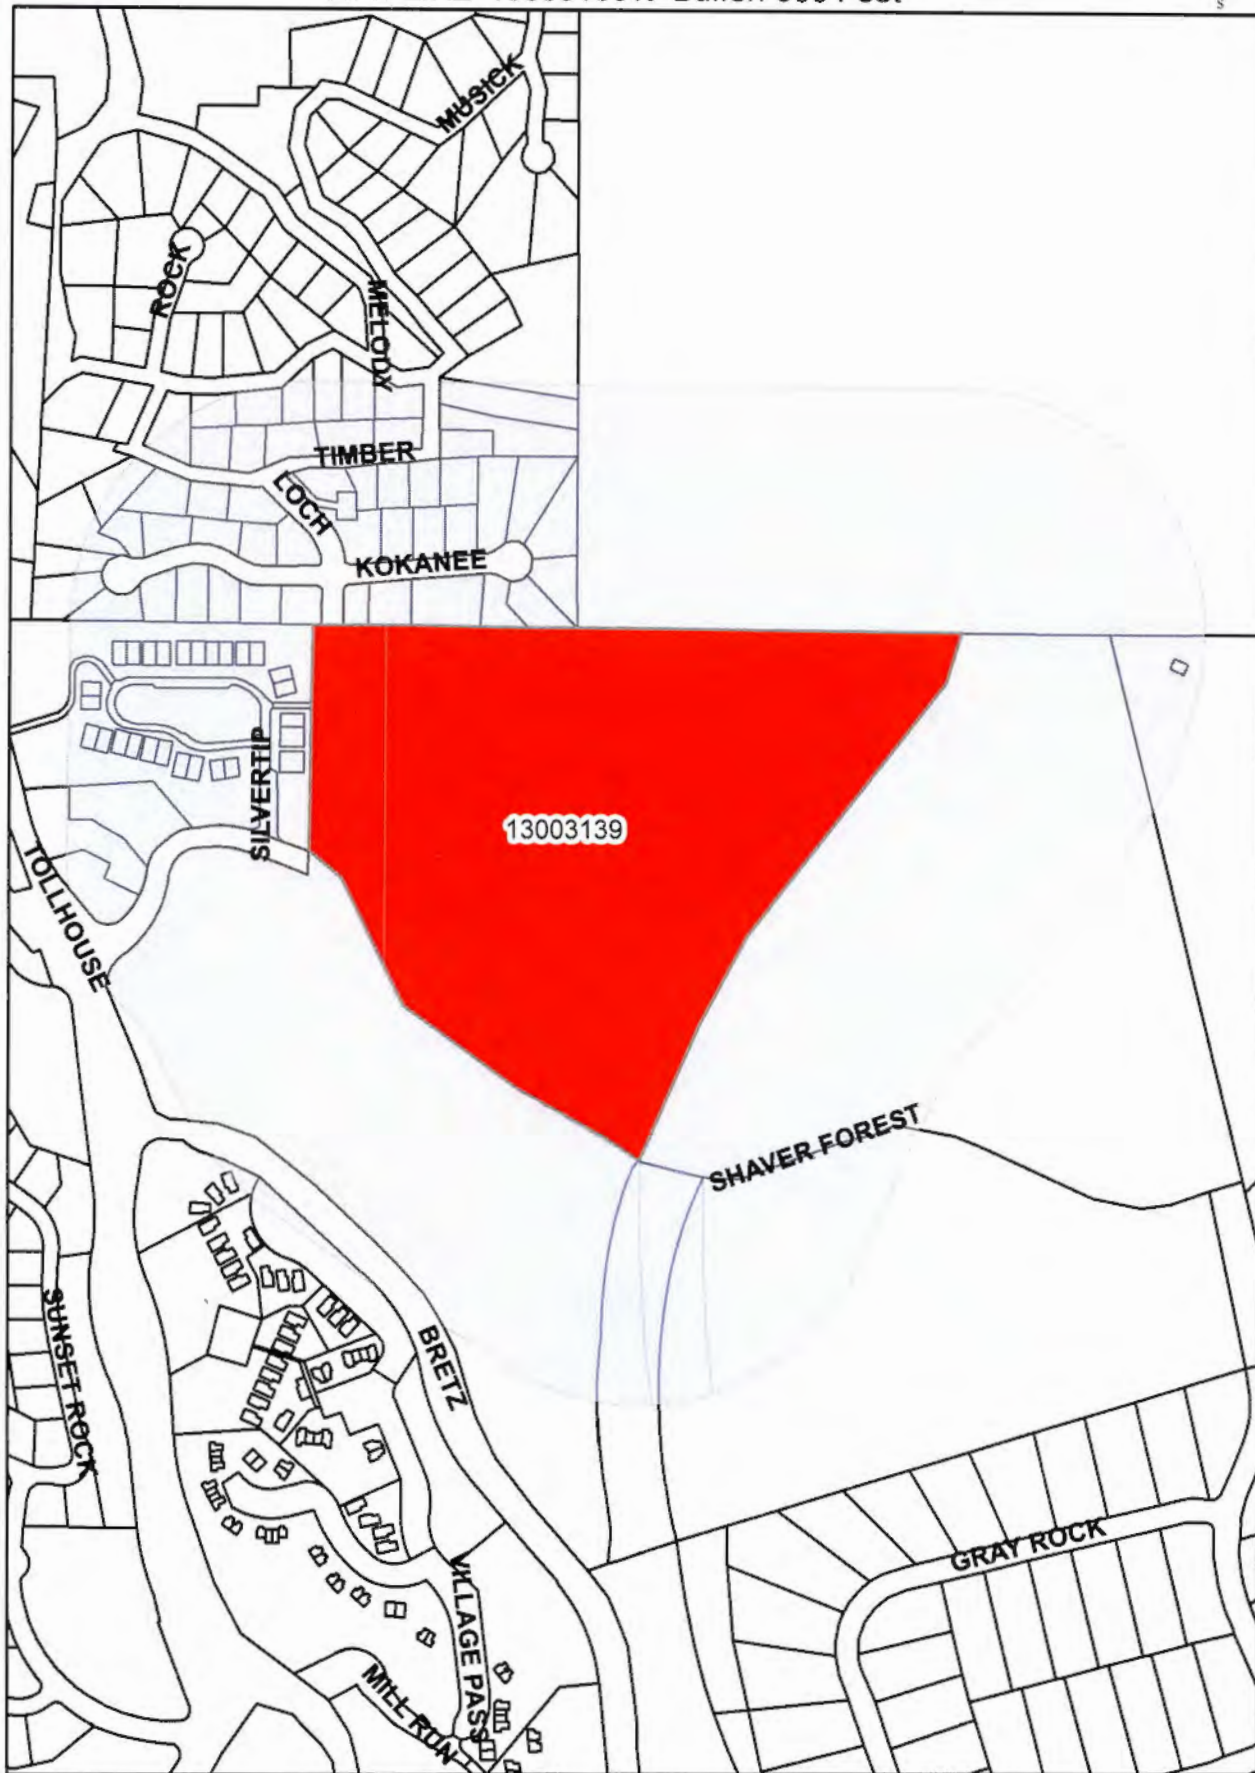 S
MUSICK
ROCK
MELODY
TIMBER
LOCH
KOKANEE
SILVERTIP
13003139
TOLLHOUSE
SHAVER FOREST
SUNSET ROCK
BRETZ
GRAY ROCK
VILLAGE PASS
MILL RUN